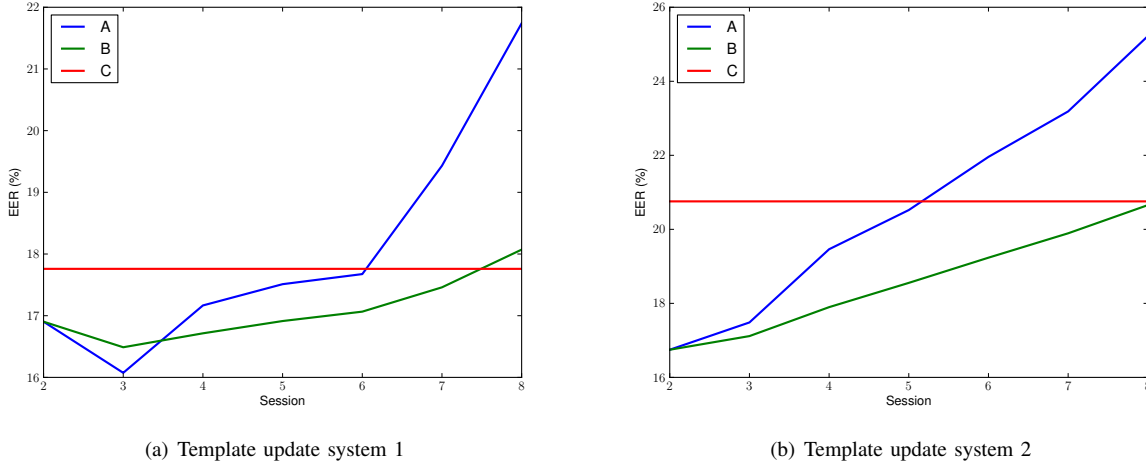 22
21
20
19
18
17
16
EER (%)
A
B
C
2 3 4 5 6 7 8
Session
(a) Template update system 1
26
24
22
20
18
16
EER (%)
A
B
C
2 3 4 5 6 7 8
Session
(b) Template update system 2